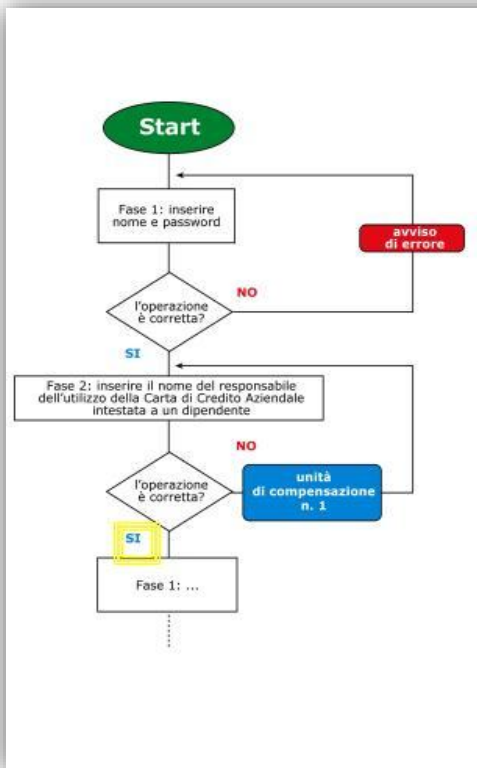 Start
Fase 1: inserire
nome e password
avviso
di errore
NO
l'operazione
è corretta?
SI
Fase 2: inserire il nome del responsabile
dell'utilizzo della Carta di Credito Aziendale
intestata a un dipendente
NO
l'operazione
è corretta?
unità
di compensazione
n. 1
SI
Fase 1: ...